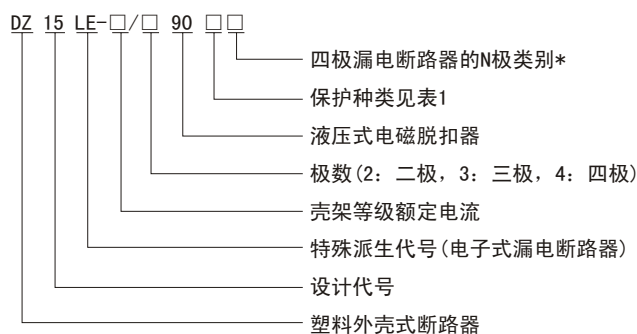 DZ 15 LE-□/□ 90 □□
四极漏电断路器的N极类别*
保护种类见表1
液压式电磁脱扣器
极数(2: 二极, 3: 三极, 4: 四极)
壳架等级额定电流
特殊派生代号(电子式漏电断路器)
设计代号
塑料外壳式断路器